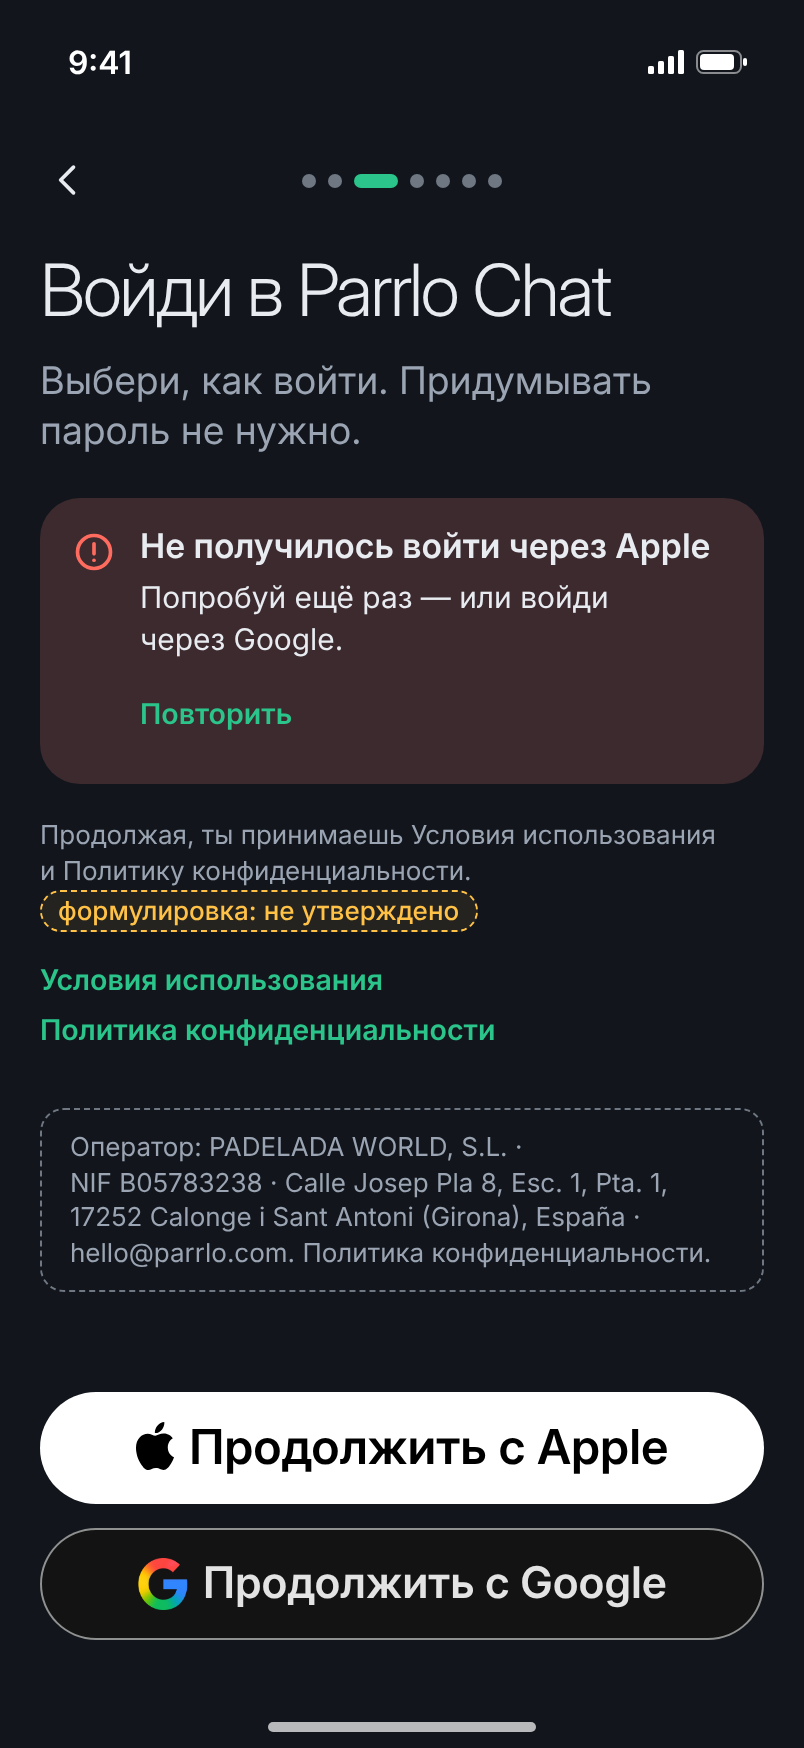 9:41
Войди в Parrlo Chat
Выбери, как войти. Придумывать
пароль не нужно.
Не получилось войти через Apple
Попробуй ещё раз — или войди
через Google.
Повторить
Продолжая, ты принимаешь Условия использования
и Политику конфиденциальности.
формулировка: не утверждено
Условия использования
Политика конфиденциальности
Оператор: PADELADA WORLD, S.L. ·
NIF B05783238 · Calle Josep Pla 8, Esc. 1, Pta. 1,
17252 Calonge i Sant Antoni (Girona), España ·
hello@parrlo.com. Политика конфиденциальности.
Продолжить с Apple
Продолжить с Google